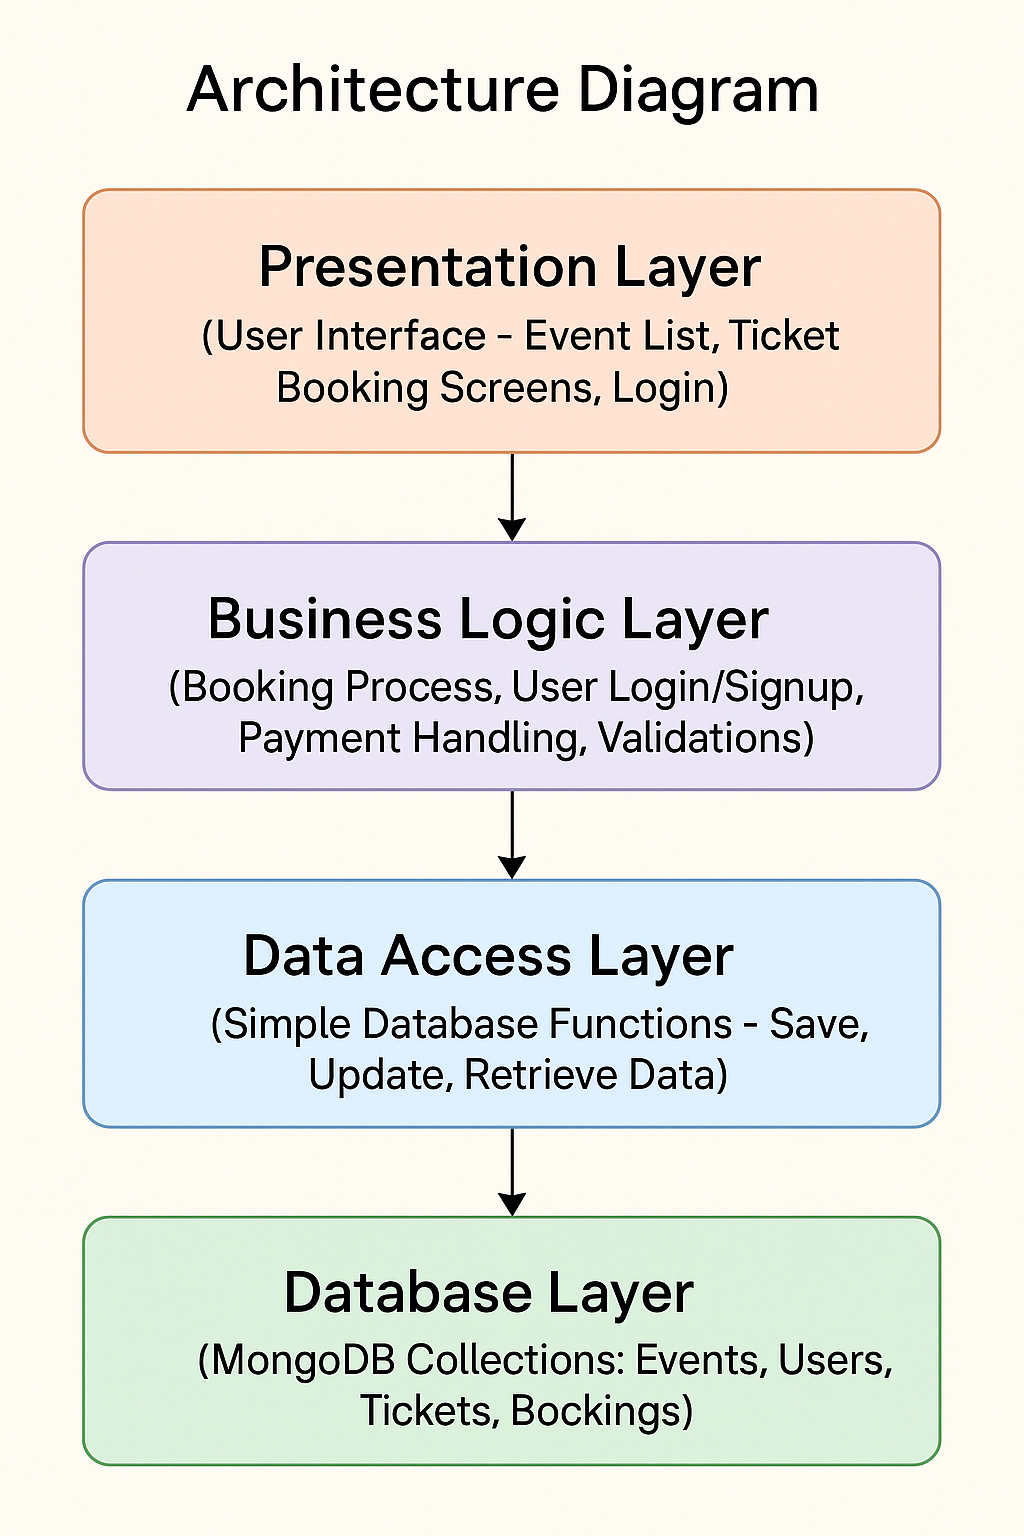 Architecture Diagram
Presentation Layer
(User Interface - Event List, Ticket
Booking Screens, Login)
Business Logic Layer
(Booking Process, User Login/Signup,
Payment Handling, Validations)
Data Access Layer
(Simple Database Functions - Save,
Update, Retrieve Data)
Database Layer
(MongoDB Collections: Events, Users,
Tickets, Bockings)